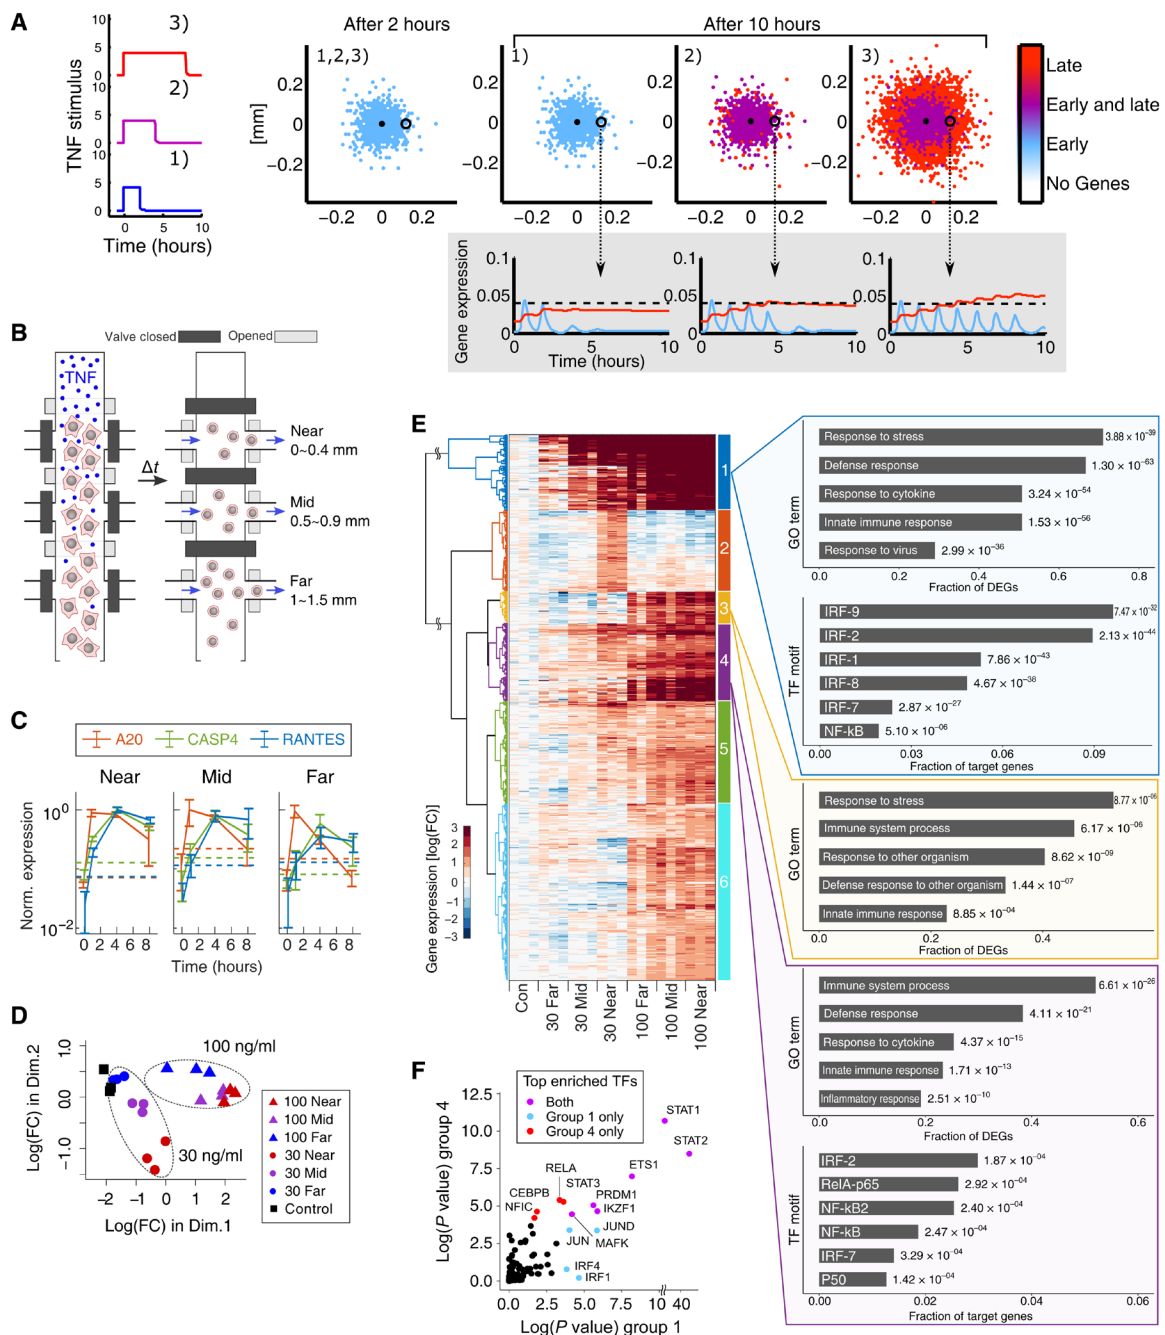 A
TNF stimulus
10
5
0
3)
10
5
0
2)
10
5
0
1)
0
5
10
Time (hours)
After 2 hours
After 10 hours
1,2,3)
1)
2)
3)
[mm]
0.2
0
−0.2
−0.2 0 0.2
0.2
0
−0.2
−0.2 0 0.2
0.2
0
−0.2
−0.2 0 0.2
0.2
0
−0.2
−0.2 0 0.2
Late
Early and late
Early
No Genes
Gene expression
0.1
0.05
0
0 5 10
Time (hours)
0.1
0.05
0
0 5 10
0.1
0.05
0
0 5 10
B
Valve closed
Opened
TNF
Δt
Near
0~0.4 mm
Mid
0.5~0.9 mm
Far
1~1.5 mm
C
A20 CASP4 RANTES
Near Mid Far
Norm. expression
10⁰
10⁻²
0 2 4 6 8
0 2 4 6 8
0 2 4 6 8
Time (hours)
D
Log(FC) in Dim.2
1.0
0.0
−1.0
100 ng/ml
30 ng/ml
−2 −1 0 1 2
Log(FC) in Dim.1
100 Near
100 Mid
100 Far
30 Near
30 Mid
30 Far
Control
E
1
2
3
4
5
6
Gene expression [log(FC)]
3
2
1
0
−1
−2
−3
Con
30 Far
30 Mid
30 Near
100 Far
100 Mid
100 Near
GO term
Response to stress 3.88 × 10⁻³⁹
Defense response 1.30 × 10⁻⁶³
Response to cytokine 3.24 × 10⁻⁵⁴
Innate immune response 1.53 × 10⁻⁵⁶
Response to virus 2.99 × 10⁻³⁶
0.0 0.2 0.4 0.6 0.8
Fraction of DEGs
TF motif
IRF-9 7.47 × 10⁻³²
IRF-2 2.13 × 10⁻⁴⁴
IRF-1 7.86 × 10⁻⁴³
IRF-8 4.67 × 10⁻³⁸
IRF-7 2.87 × 10⁻²⁷
NF-kB 5.10 × 10⁻⁰⁶
0.00 0.03 0.06 0.09
Fraction of target genes
GO term
Response to stress 8.77 × 10⁻⁰⁶
Immune system process 6.17 × 10⁻⁰⁶
Response to other organism 8.62 × 10⁻⁰⁹
Defense response to other organism 1.44 × 10⁻⁰⁷
Innate immune response 8.85 × 10⁻⁰⁴
0.0 0.2 0.4
Fraction of DEGs
GO term
Immune system process 6.61 × 10⁻²⁶
Defense response 4.11 × 10⁻²¹
Response to cytokine 4.37 × 10⁻¹⁵
Innate immune response 1.71 × 10⁻¹³
Inflammatory response 2.51 × 10⁻¹⁰
0.0 0.2 0.4
Fraction of DEGs
TF motif
IRF-2 1.87 × 10⁻⁰⁴
RelA-p65 2.92 × 10⁻⁰⁴
NF-kB2 2.40 × 10⁻⁰⁴
NF-kB 2.47 × 10⁻⁰⁴
IRF-7 3.29 × 10⁻⁰⁴
P50 1.42 × 10⁻⁰⁴
0.00 0.02 0.04 0.06
Fraction of target genes
F
Top enriched TFs
Both
Group 1 only
Group 4 only
Log(P value) group 4
12.5
10.0
7.5
5.0
2.5
0.0
STAT1
STAT2
ETS1
RELA
STAT3
CEBPB
NFIC
PRDM1
IKZF1
JUND
JUN
MAFK
IRF4
IRF1
0.0 2.5 5.0 7.5 10 40
Log(P value) group 1